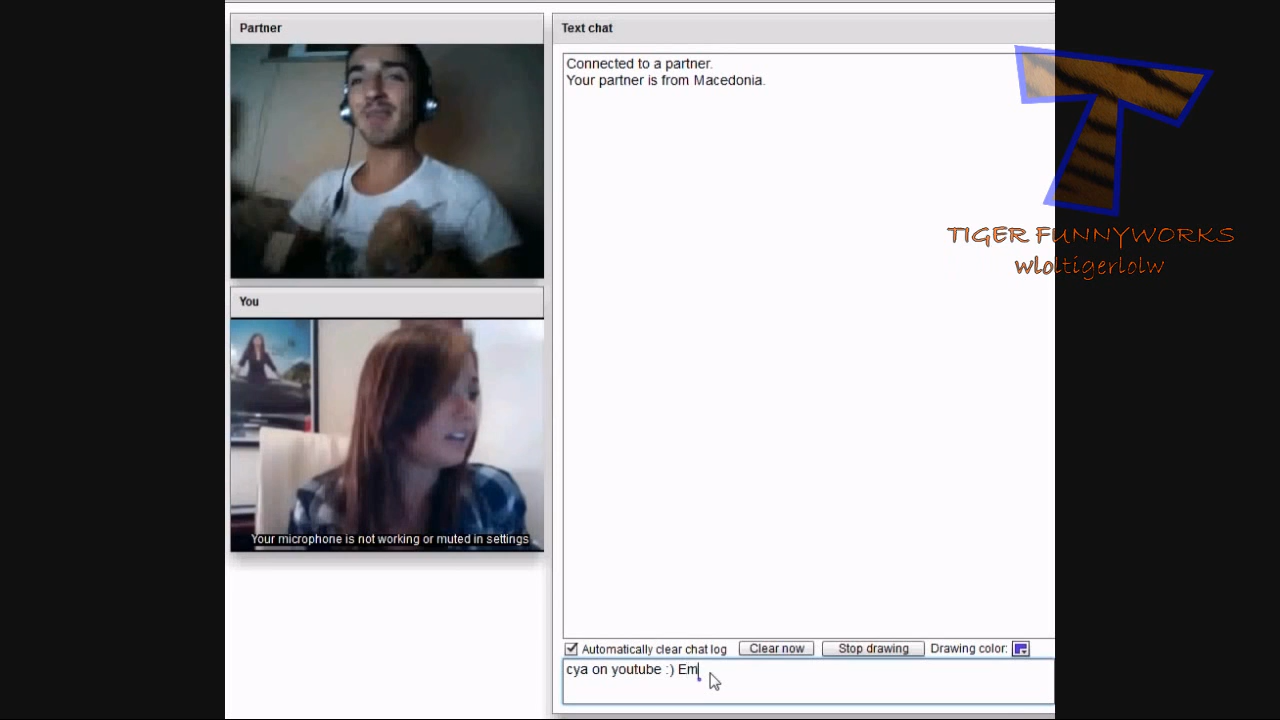 Partner
Text chat
Connected to a partner.
Your partner is from Macedonia.
TIGER FUNNYWORKS
wloltigerlolw
You
Your microphone is not working or muted in settings
Automatically clear chat log
Clear now
Stop drawing
Drawing color:
cya on youtube :) Em